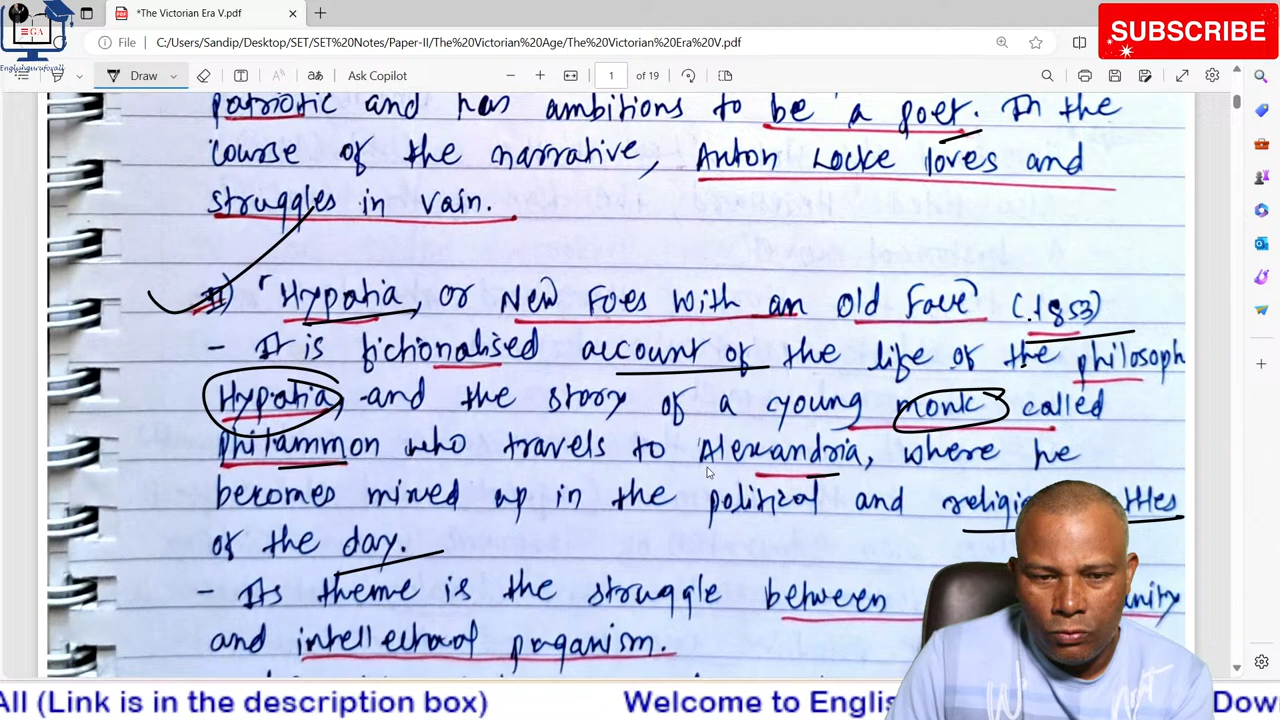 *The Victorian Era V.pdf
SUBSCRIBE
EGA
Englishguruforall
File C:/Users/Sandip/Desktop/SET/SET%20Notes/Paper-II/The%20Victorian%20Age/The%20Victorian%20Era%20V.pdf
Draw
Ask Copilot
1 of 19
patriotic and has ambitions to be a poet. In the
course of the narrative, Anton Locke loves and
struggles in vain.
II) 'Hypatia, or New Foes with an Old Face' (1853)
- It is fictionalised account of the life of the philosoph
Hypatia, and the story of a young monk called
philammon who travels to Alexandria, where he
becomes mixed up in the political and
of the day.
- Its theme is the struggle between
and intellectual paganism.
All (Link is in the description box) Welcome to Englis Dow